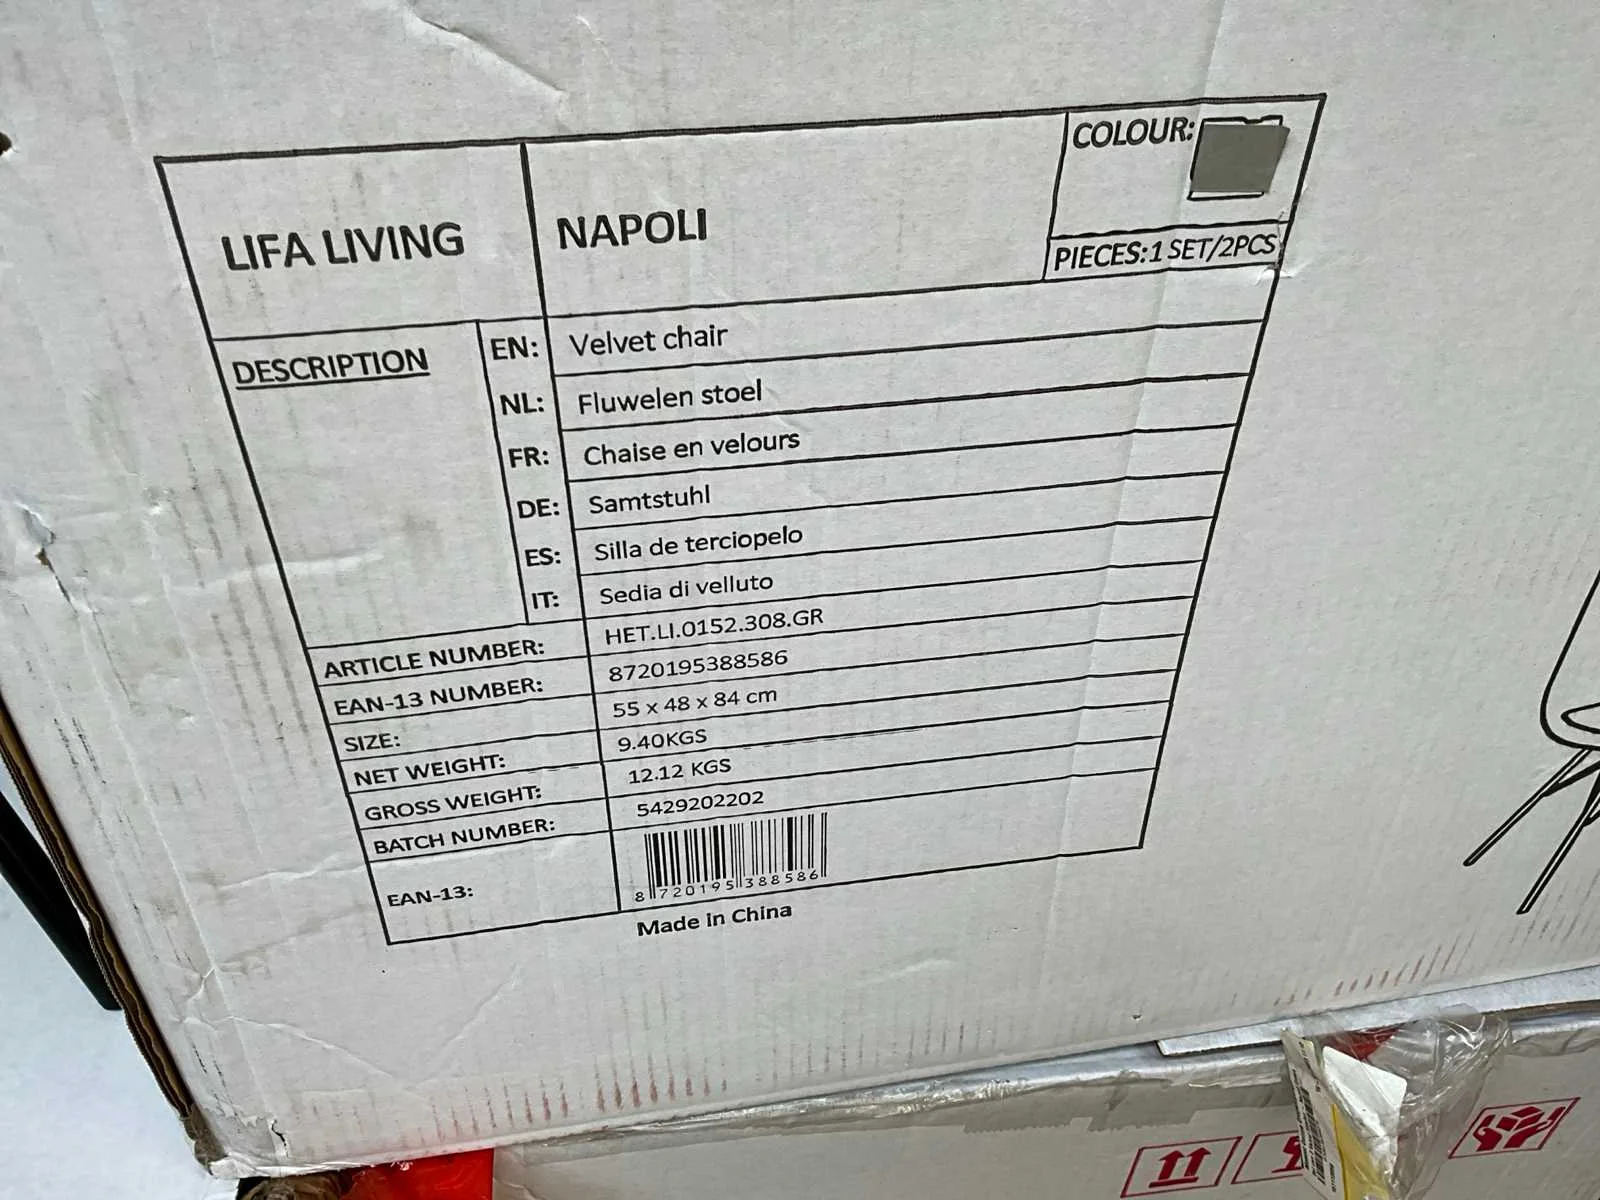 LIFA LIVING
NAPOLI
COLOUR:
PIECES:1 SET/2PCS
DESCRIPTION
EN: Velvet chair
NL: Fluwelen stoel
FR: Chaise en velours
DE: Samtstuhl
ES: Silla de terciopelo
IT: Sedia di velluto
ARTICLE NUMBER: HET.LI.0152.308.GR
EAN-13 NUMBER: 8720195388586
SIZE: 55 x 48 x 84 cm
NET WEIGHT: 9.40KGS
GROSS WEIGHT: 12.12 KGS
BATCH NUMBER: 5429202202
EAN-13: 8 720195 388586
Made in China